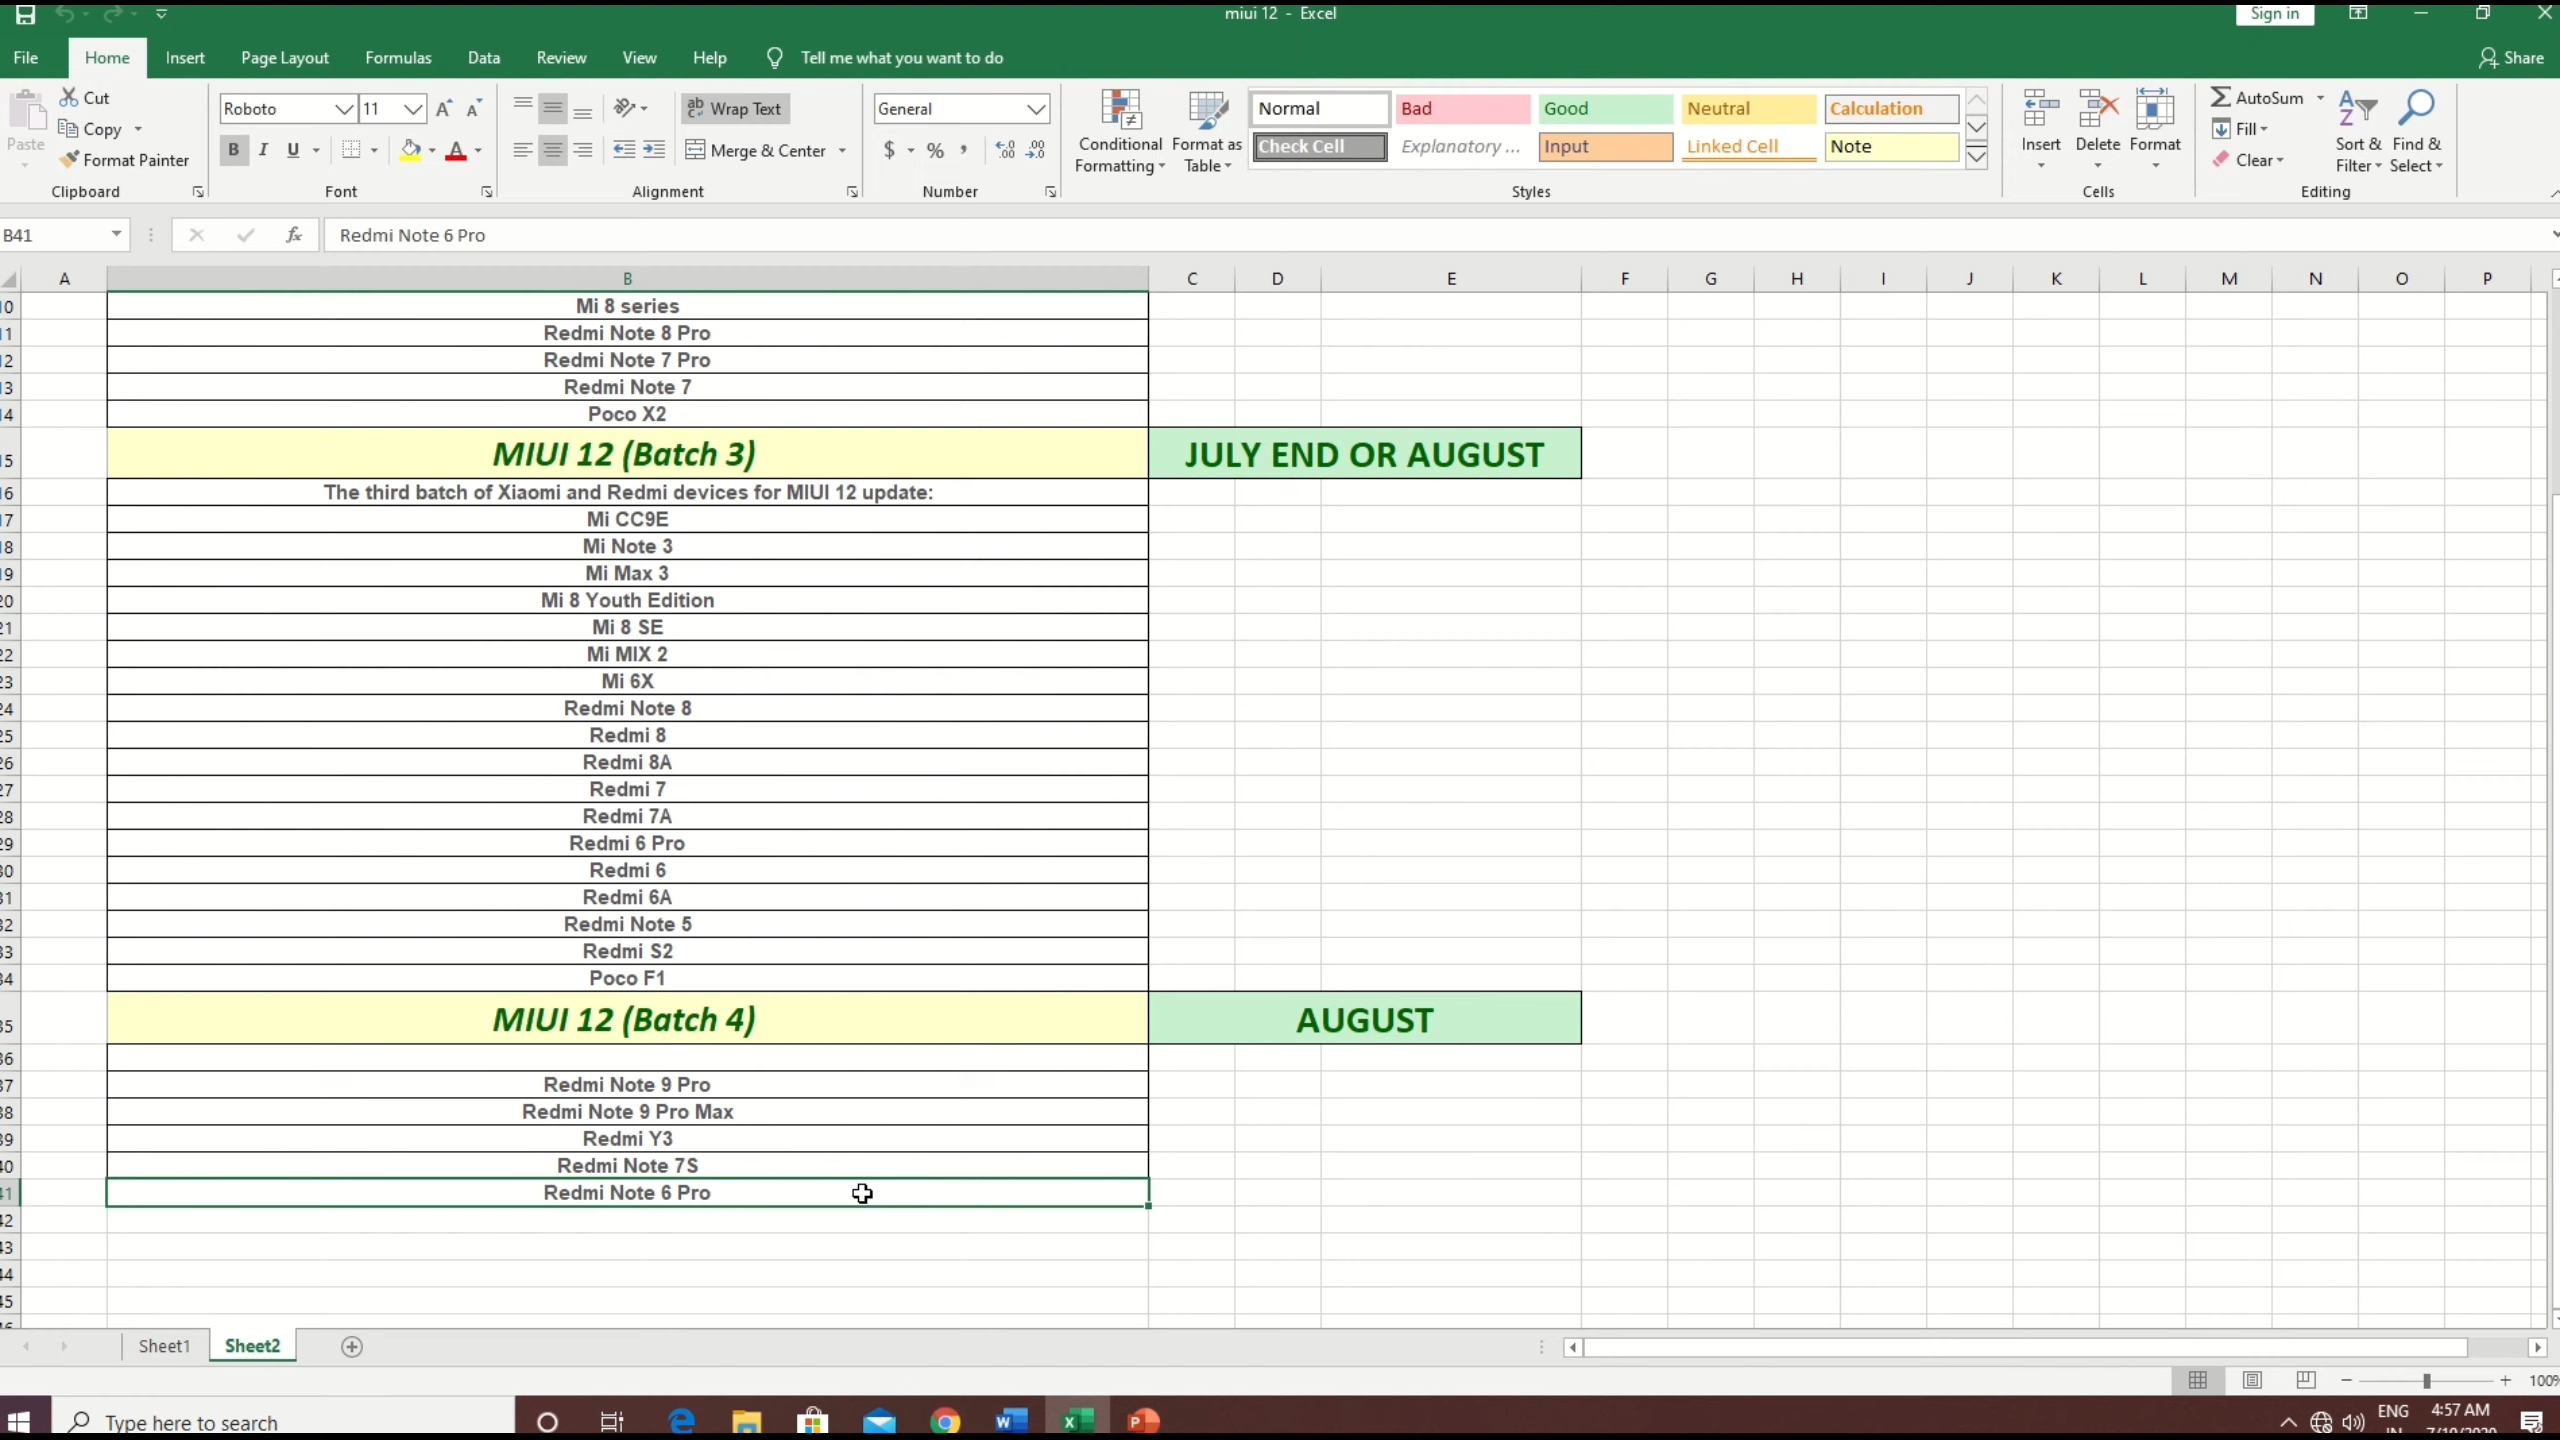 miui 12 - Excel
Sign in
File Home Insert Page Layout Formulas Data Review View Help Tell me what you want to do Share
Paste
Cut
Copy
Format Painter
Clipboard
Roboto 11
B I U
Font
Wrap Text
Merge & Center
Alignment
General
$ % ,
Number
Conditional Formatting
Format as Table
Normal Bad Good Neutral Calculation
Check Cell Explanatory ... Input Linked Cell Note
Styles
Insert Delete Format
Cells
AutoSum
Fill
Clear
Sort & Filter
Find & Select
Editing
B41 fx Redmi Note 6 Pro
A B C D E F G H I J K L M N O P
Mi 8 series
Redmi Note 8 Pro
Redmi Note 7 Pro
Redmi Note 7
Poco X2
MIUI 12 (Batch 3) JULY END OR AUGUST
The third batch of Xiaomi and Redmi devices for MIUI 12 update:
Mi CC9E
Mi Note 3
Mi Max 3
Mi 8 Youth Edition
Mi 8 SE
Mi MIX 2
Mi 6X
Redmi Note 8
Redmi 8
Redmi 8A
Redmi 7
Redmi 7A
Redmi 6 Pro
Redmi 6
Redmi 6A
Redmi Note 5
Redmi S2
Poco F1
MIUI 12 (Batch 4) AUGUST
Redmi Note 9 Pro
Redmi Note 9 Pro Max
Redmi Y3
Redmi Note 7S
Redmi Note 6 Pro
Sheet1 Sheet2
100%
Type here to search
ENG
4:57 AM